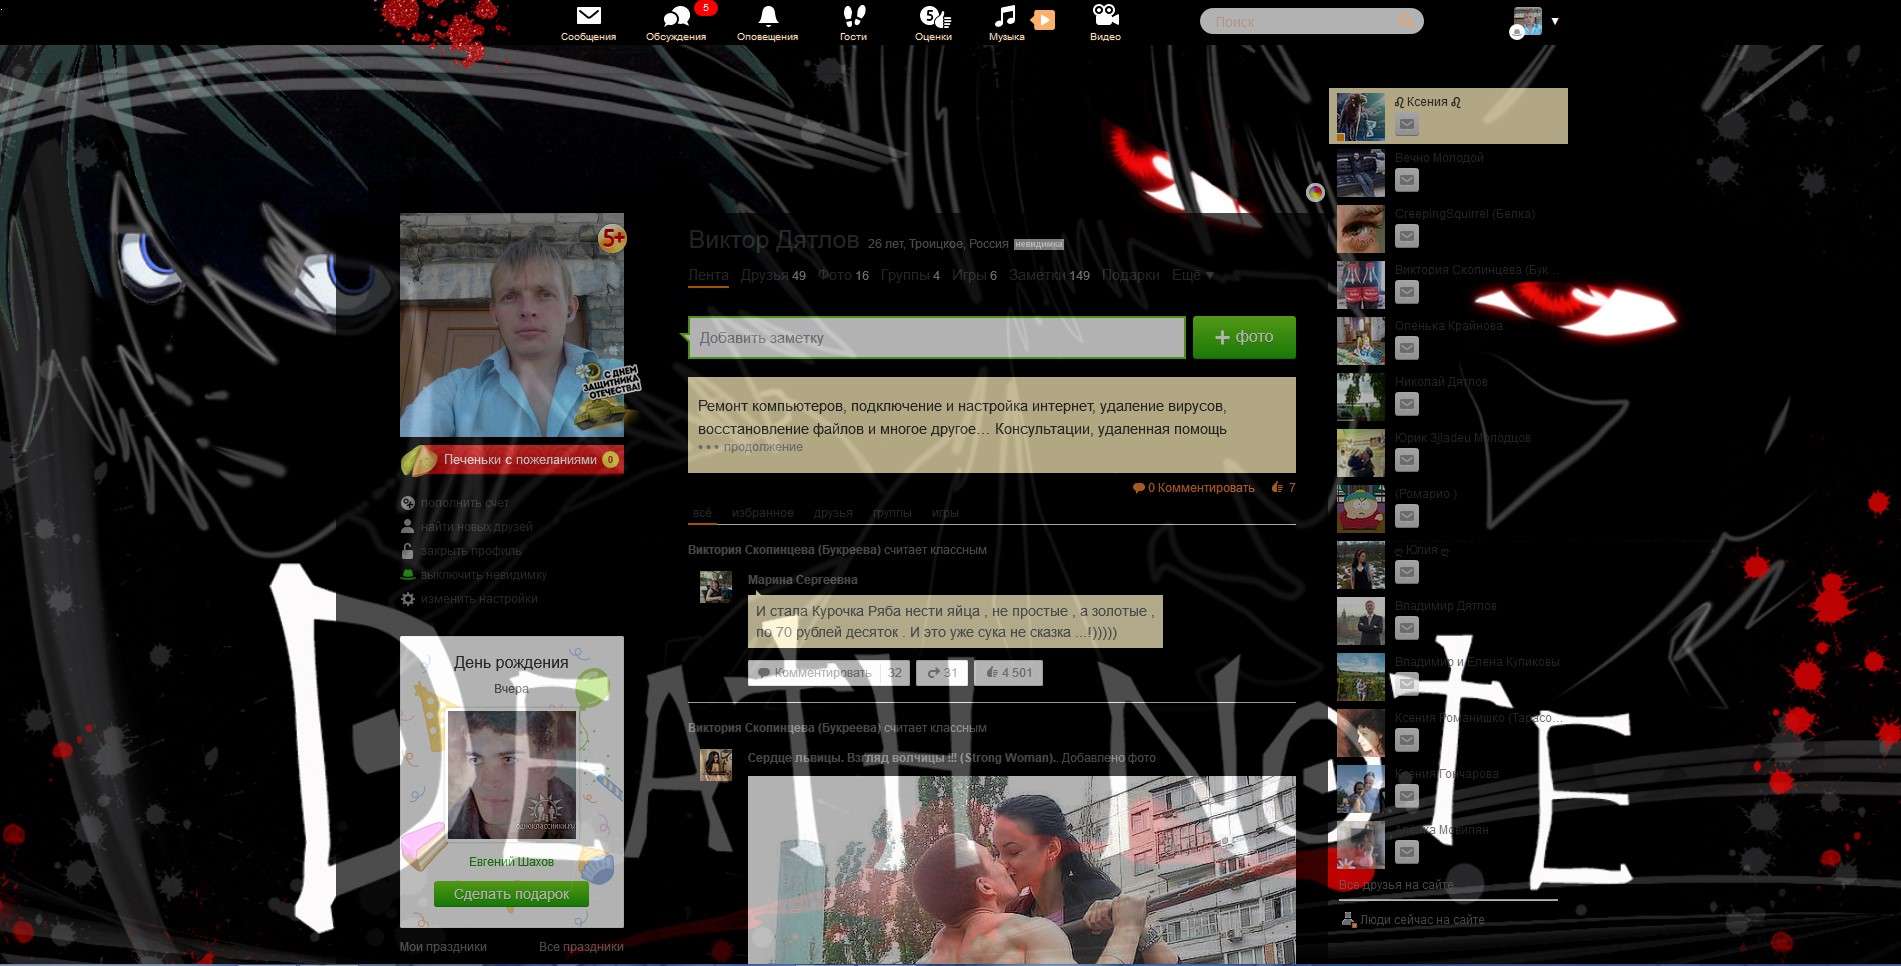 5
Сообщения
Обсуждения
Оповещения
Гости
5
Оценки
Музыка
Видео
Поиск
5+
С ДНЕМ
ЗАЩИТНИКА
ОТЕЧЕСТВА!
Печеньки с пожеланиями 0
пополнить счет
найти новых друзей
закрыть профиль
выключить невидимку
изменить настройки
День рождения
Вчера
одноклассники.ru
Евгений Шахов
Сделать подарок
Мои праздники Все праздники
Виктор Дятлов 26 лет, Троицкое, Россия невидимка
Лента Друзья 49 Фото 16 Группы 4 Игры 6 Заметки 149 Подарки Ещё
Добавить заметку
+ фото
Ремонт компьютеров, подключение и настройка интернет, удаление вирусов,
восстановление файлов и многое другое… Консультации, удаленная помощь
продолжение
0 Комментировать 7
все избранное друзья группы игры
Виктория Скопинцева (Букреева) считает классным
Марина Сергеевна
И стала Курочка Ряба нести яйца , не простые , а золотые ,
по 70 рублей десяток . И это уже сука не сказка ...!)))))
Комментировать 32 31 4 501
Виктория Скопинцева (Букреева) считает классным
Сердце львицы. Взгляд волчицы !!! (Strong Woman).. Добавлено фото
♌ Ксения ♌
Вечно Молодой
CreepingSquirrel (Белка)
Виктория Скопинцева (Бук…
Опенька Крайнова
Николай Дятлов
Юрик 3jladeu Молодцов
(Ромарио )
ღ Юлия ღ
Владимир Дятлов
Владимир и Елена Куликовы
Ксения Романишко (Тарасо…
Ксения Гончарова
Мовипян
Все друзья на сайте
Люди сейчас на сайте
DEATH NOTE